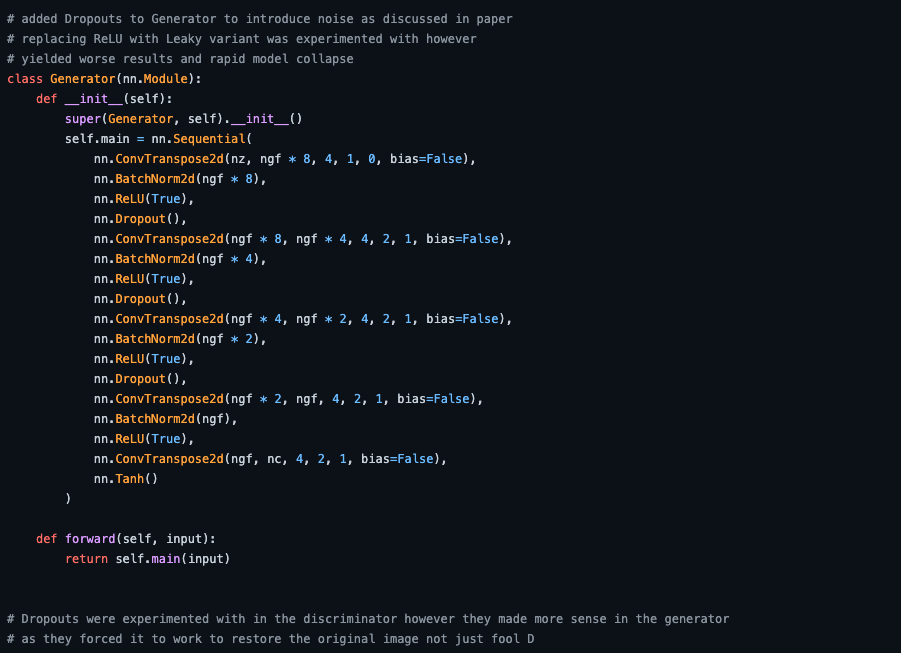 # added Dropouts to Generator to introduce noise as discussed in paper
# replacing ReLU with Leaky variant was experimented with however
# yielded worse results and rapid model collapse
class Generator(nn.Module):
    def __init__(self):
        super(Generator, self).__init__()
        self.main = nn.Sequential(
            nn.ConvTranspose2d(nz, ngf * 8, 4, 1, 0, bias=False),
            nn.BatchNorm2d(ngf * 8),
            nn.ReLU(True),
            nn.Dropout(),
            nn.ConvTranspose2d(ngf * 8, ngf * 4, 4, 2, 1, bias=False),
            nn.BatchNorm2d(ngf * 4),
            nn.ReLU(True),
            nn.Dropout(),
            nn.ConvTranspose2d(ngf * 4, ngf * 2, 4, 2, 1, bias=False),
            nn.BatchNorm2d(ngf * 2),
            nn.ReLU(True),
            nn.Dropout(),
            nn.ConvTranspose2d(ngf * 2, ngf, 4, 2, 1, bias=False),
            nn.BatchNorm2d(ngf),
            nn.ReLU(True),
            nn.ConvTranspose2d(ngf, nc, 4, 2, 1, bias=False),
            nn.Tanh()
        )
    def forward(self, input):
        return self.main(input)
# Dropouts were experimented with in the discriminator however they made more sense in the generator
# as they forced it to work to restore the original image not just fool D